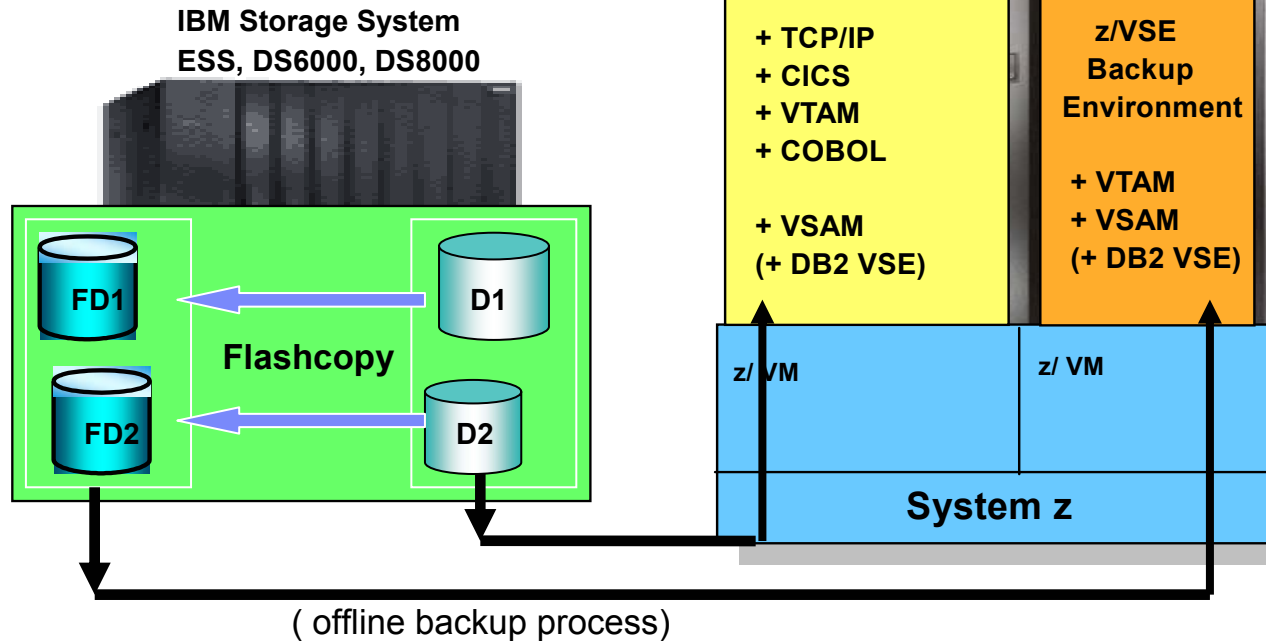 IBM Storage System
ESS, DS6000, DS8000
FD1
D1
Flashcopy
FD2
D2
+ TCP/IP
+ CICS
+ VTAM
+ COBOL
+ VSAM
(+ DB2 VSE)
z/VSE
Backup
Environment
+ VTAM
+ VSAM
(+ DB2 VSE)
z/ VM
z/ VM
System z
( offline backup process)